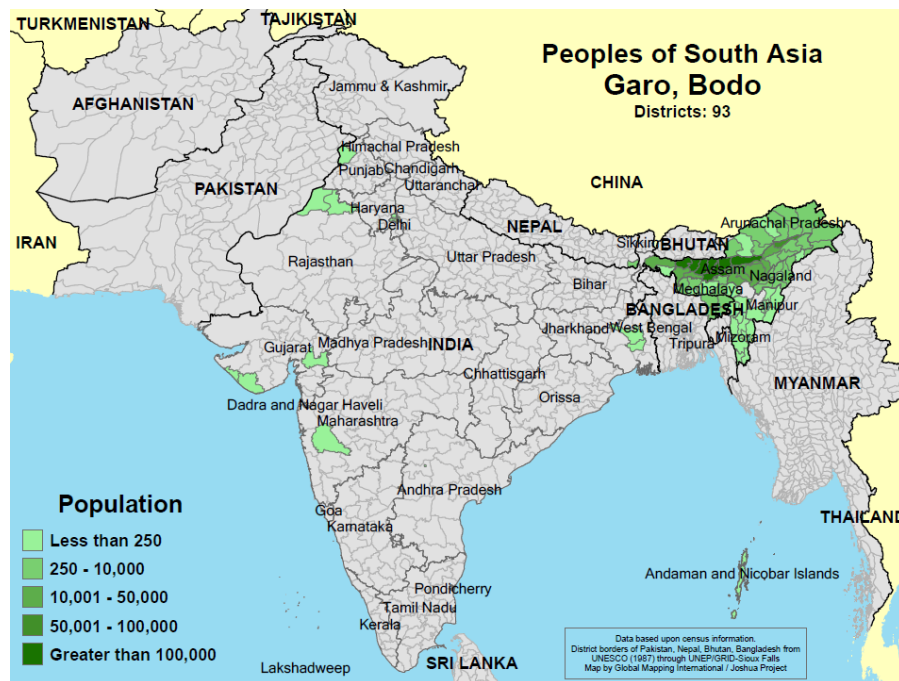 TURKMENISTAN
TAJIKISTAN
Peoples of South Asia
Garo, Bodo
Districts: 93
Jammu & Kashmir
AFGHANISTAN
Himachal Pradesh
Punjab
Chandigarh
Uttaranchal
PAKISTAN
CHINA
Haryana
Delhi
NEPAL
Arunachal Pradesh
IRAN
Sikkim
BHUTAN
Rajasthan
Uttar Pradesh
Assam
Nagaland
Bihar
Meghalaya
Manipur
BANGLADESH
Jharkhand
West Bengal
Gujarat
Madhya Pradesh
INDIA
Tripura
Mizoram
Chhattisgarh
MYANMAR
Dadra and Nagar Haveli
Orissa
Maharashtra
Population
Andhra Pradesh
Goa
Karnataka
THAILAND
Less than 250
250 - 10,000
Andaman and Nicobar Islands
10,001 - 50,000
Pondicherry
Tamil Nadu
Kerala
50,001 - 100,000
Greater than 100,000
Lakshadweep
SRI LANKA
Data based upon census information.
District borders of Pakistan, Nepal, Bhutan, Bangladesh from
UNESCO (1987) through UNEP/GRID-Sioux Falls
Map by Global Mapping International / Joshua Project